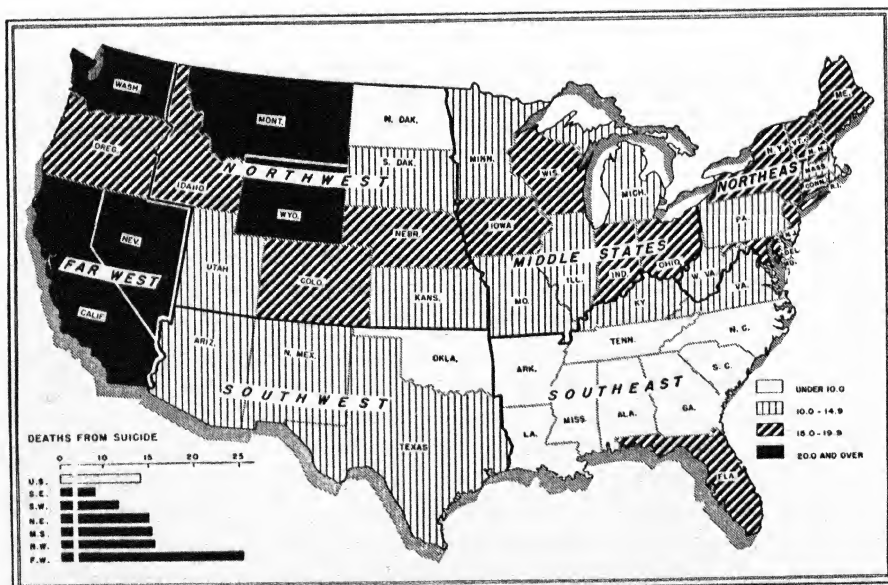 WASH.
MONT.
N. DAK.
MINN.
ME.
OREG.
IDAHO
NORTHWEST
S. DAK.
WIS.
MICH.
N.Y.
VT.
N.H.
MASS
CONN.
R.I.
NORTHEAST
WYO.
NEBR.
IOWA
PA.
N.J.
NEV.
FAR WEST
UTAH
COLO.
KANS.
MIDDLE STATES
MO.
ILL.
IND.
OHIO
W. VA.
VA.
DEL.
MD.
KY
CALIF
ARIZ.
N. MEX.
OKLA.
ARK.
TENN.
N. C.
S. C.
SOUTHWEST
SOUTHEAST
TEXAS
LA.
MISS.
ALA.
GA.
FLA.
UNDER 10.0
10.0 - 14.9
15.0 - 19.9
20.0 AND OVER
DEATHS FROM SUICIDE
0 5 10 15 20 25
U.S.
S.E.
S.W.
N.E.
M.S.
N.W.
F.W.